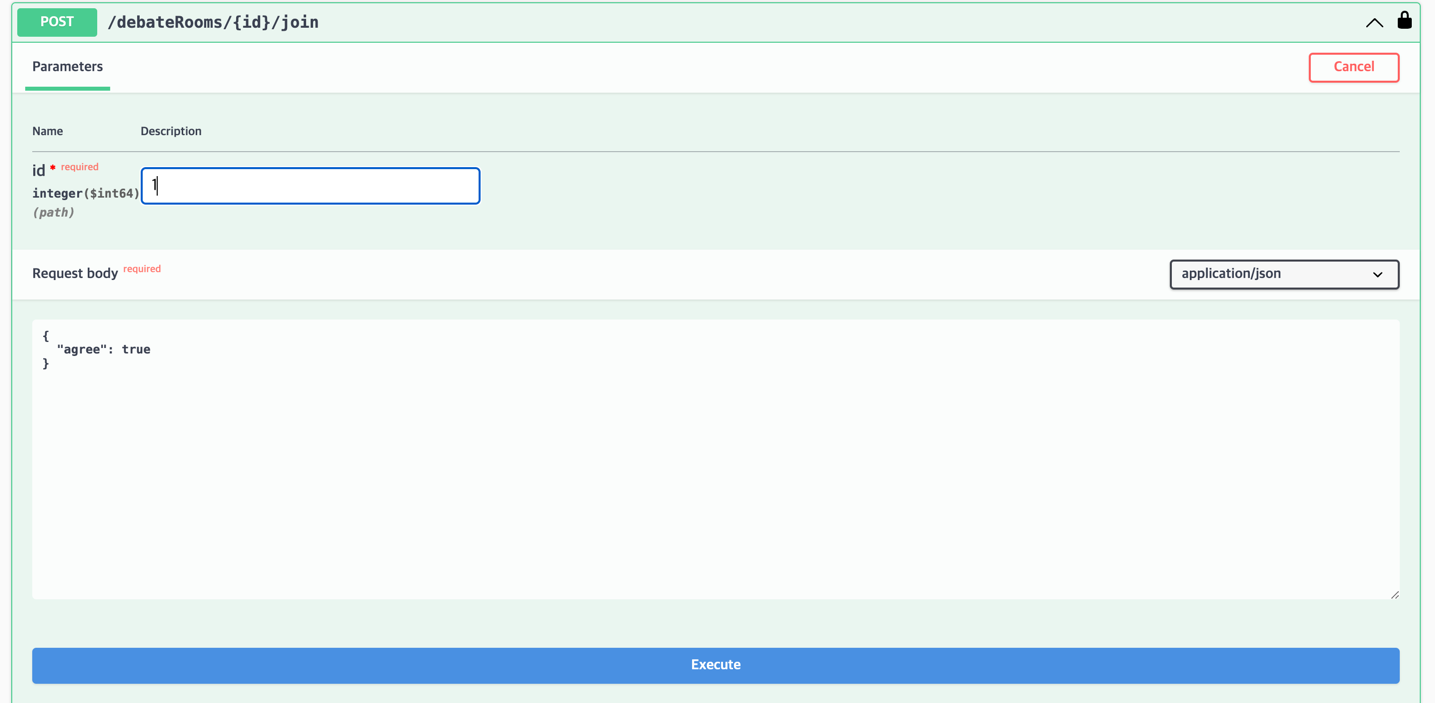 POST /debateRooms/{id}/join
Parameters
Cancel
Name Description
id * required
integer($int64)
(path)
1
Request body required
application/json
{
  "agree": true
}
Execute